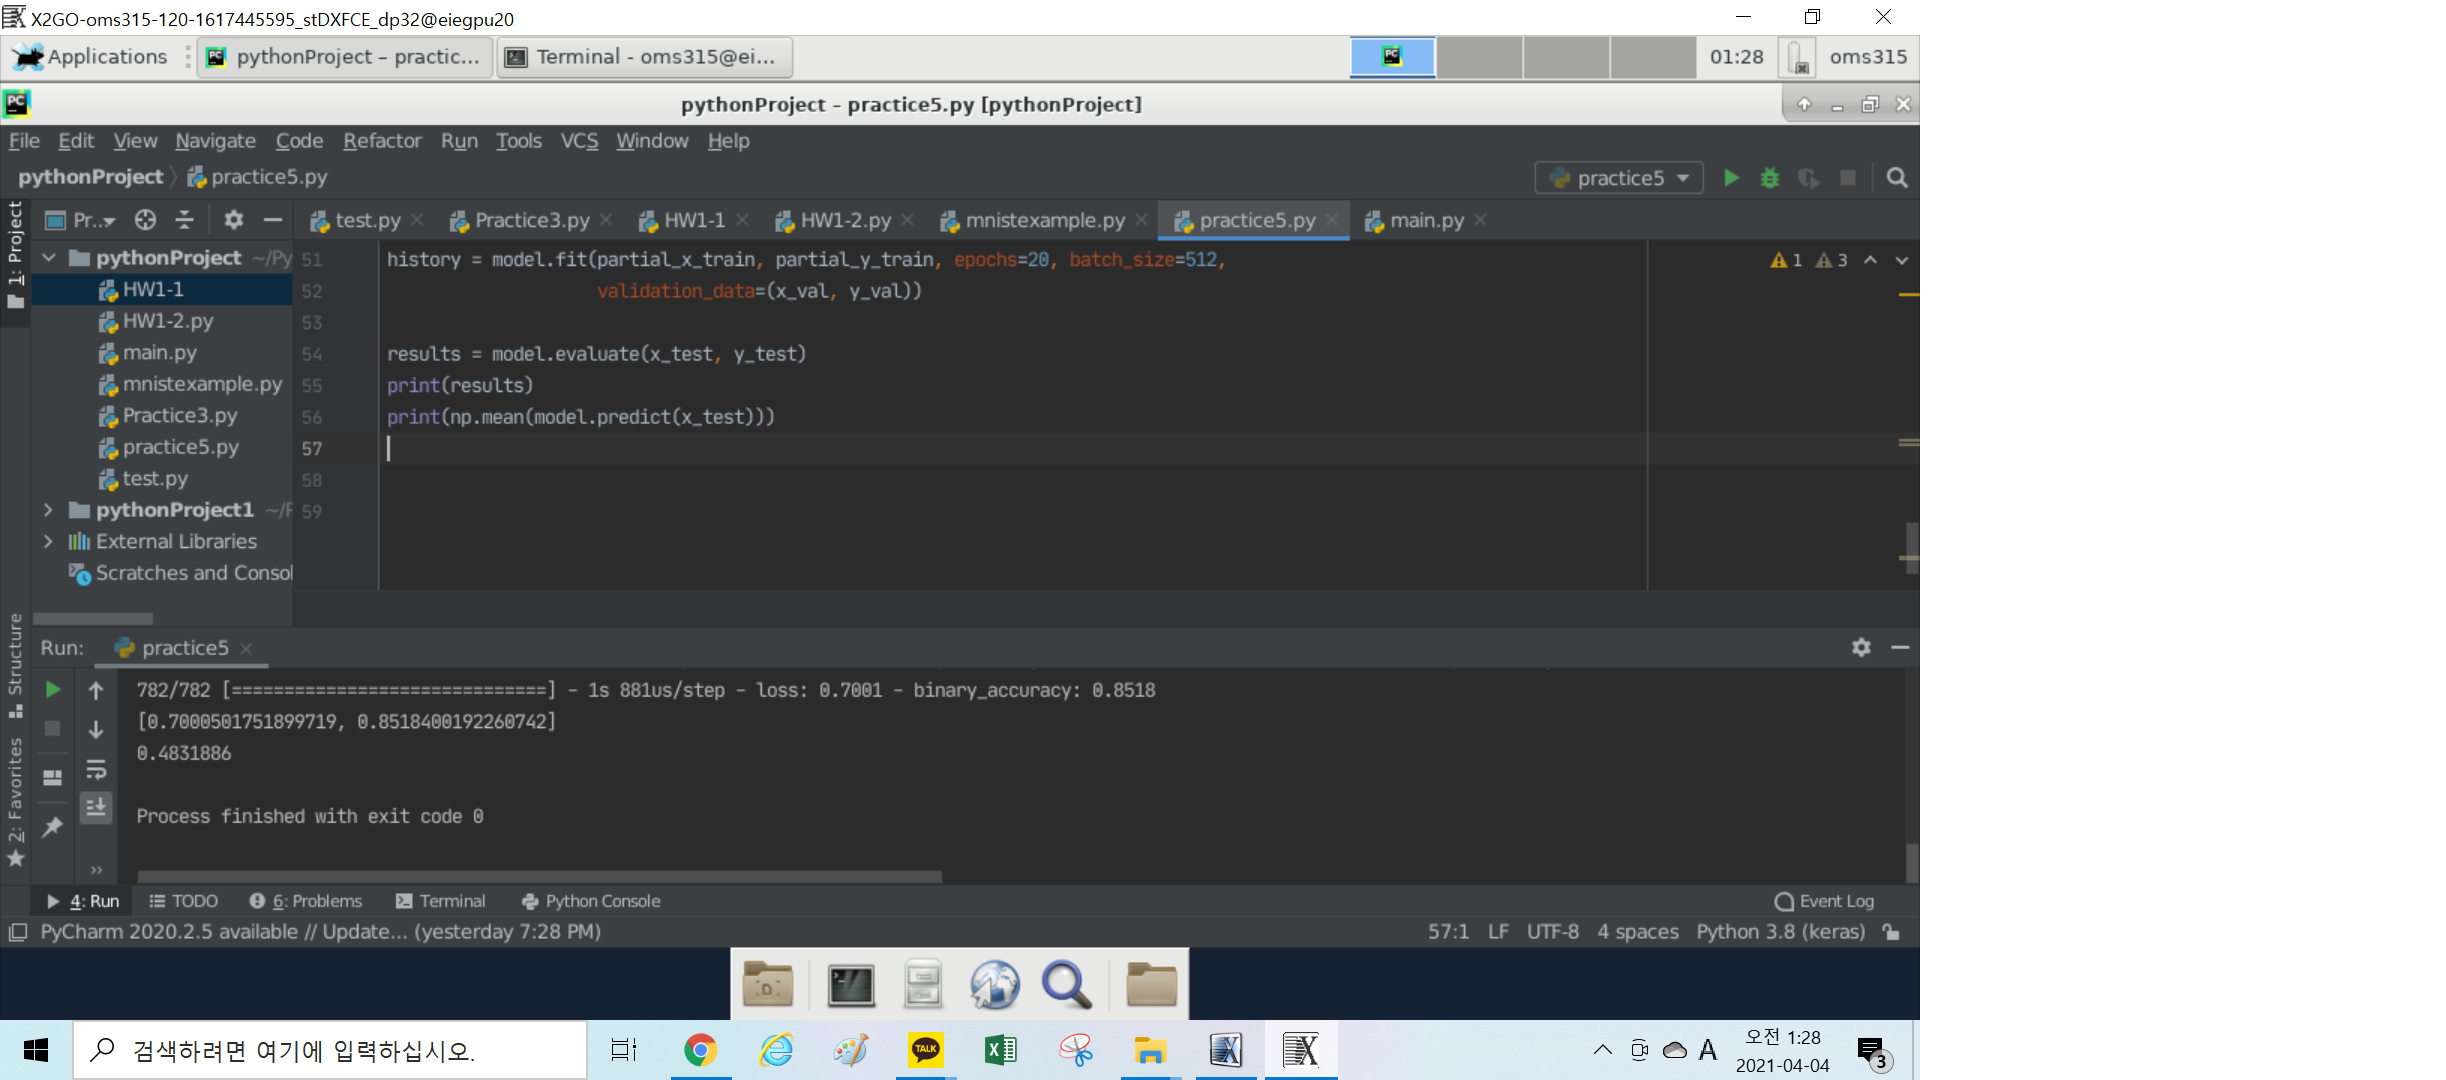 X2GO-oms315-120-1617445595_stDXFCE_dp32@eiegpu20
Applications
pythonProject – practic...
Terminal - oms315@ei...
01:28
oms315
pythonProject – practice5.py [pythonProject]
File Edit View Navigate Code Refactor Run Tools VCS Window Help
pythonProject practice5.py
practice5
Pr..
test.py
Practice3.py
HW1-1
HW1-2.py
mnistexample.py
practice5.py
main.py
1: Project
pythonProject ~/Py
HW1-1
HW1-2.py
main.py
mnistexample.py
Practice3.py
practice5.py
test.py
pythonProject1 ~/P
External Libraries
Scratches and Consol
51 history = model.fit(partial_x_train, partial_y_train, epochs=20, batch_size=512,
52 validation_data=(x_val, y_val))
53
54 results = model.evaluate(x_test, y_test)
55 print(results)
56 print(np.mean(model.predict(x_test)))
57
58
59
1 3
Structure
2: Favorites
Run: practice5
782/782 [==============================] - 1s 881us/step - loss: 0.7001 - binary_accuracy: 0.8518
[0.7000501751899719, 0.8518400192260742]
0.4831886
Process finished with exit code 0
4: Run TODO 6: Problems Terminal Python Console Event Log
PyCharm 2020.2.5 available // Update... (yesterday 7:28 PM)
57:1 LF UTF-8 4 spaces Python 3.8 (keras)
검색하려면 여기에 입력하십시오.
TALK
A
오전 1:28
2021-04-04
3